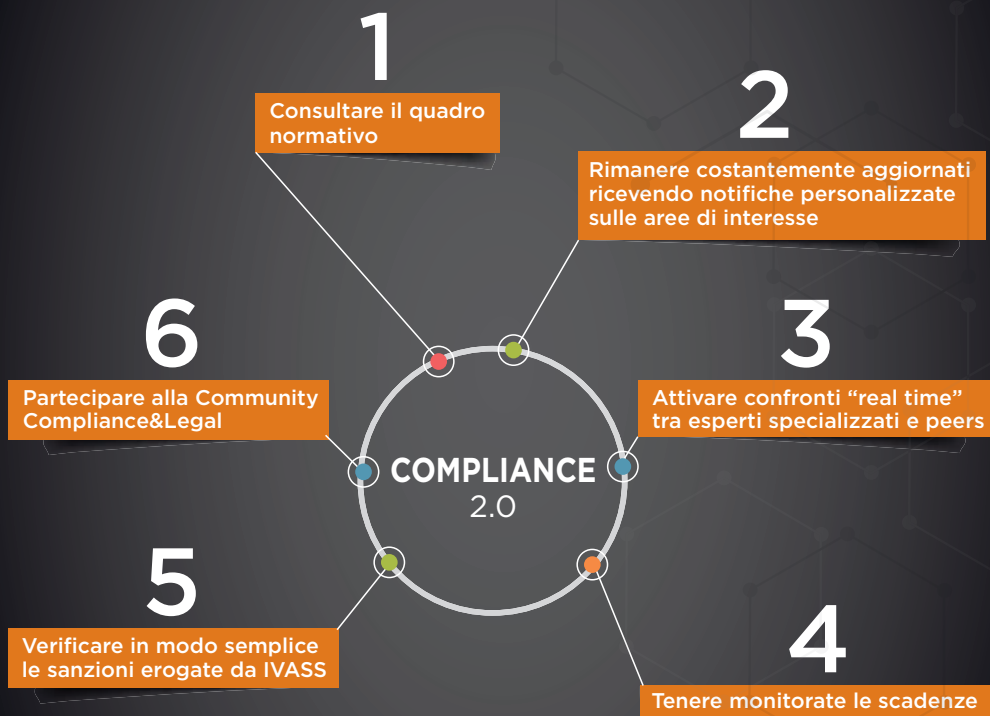 1
Consultare il quadro
normativo
2
Rimanere costantemente aggiornati
ricevendo notifiche personalizzate
sulle aree di interesse
3
Attivare confronti “real time”
tra esperti specializzati e peers
4
Tenere monitorate le scadenze
5
Verificare in modo semplice
le sanzioni erogate da IVASS
6
Partecipare alla Community
Compliance&Legal
COMPLIANCE
2.0